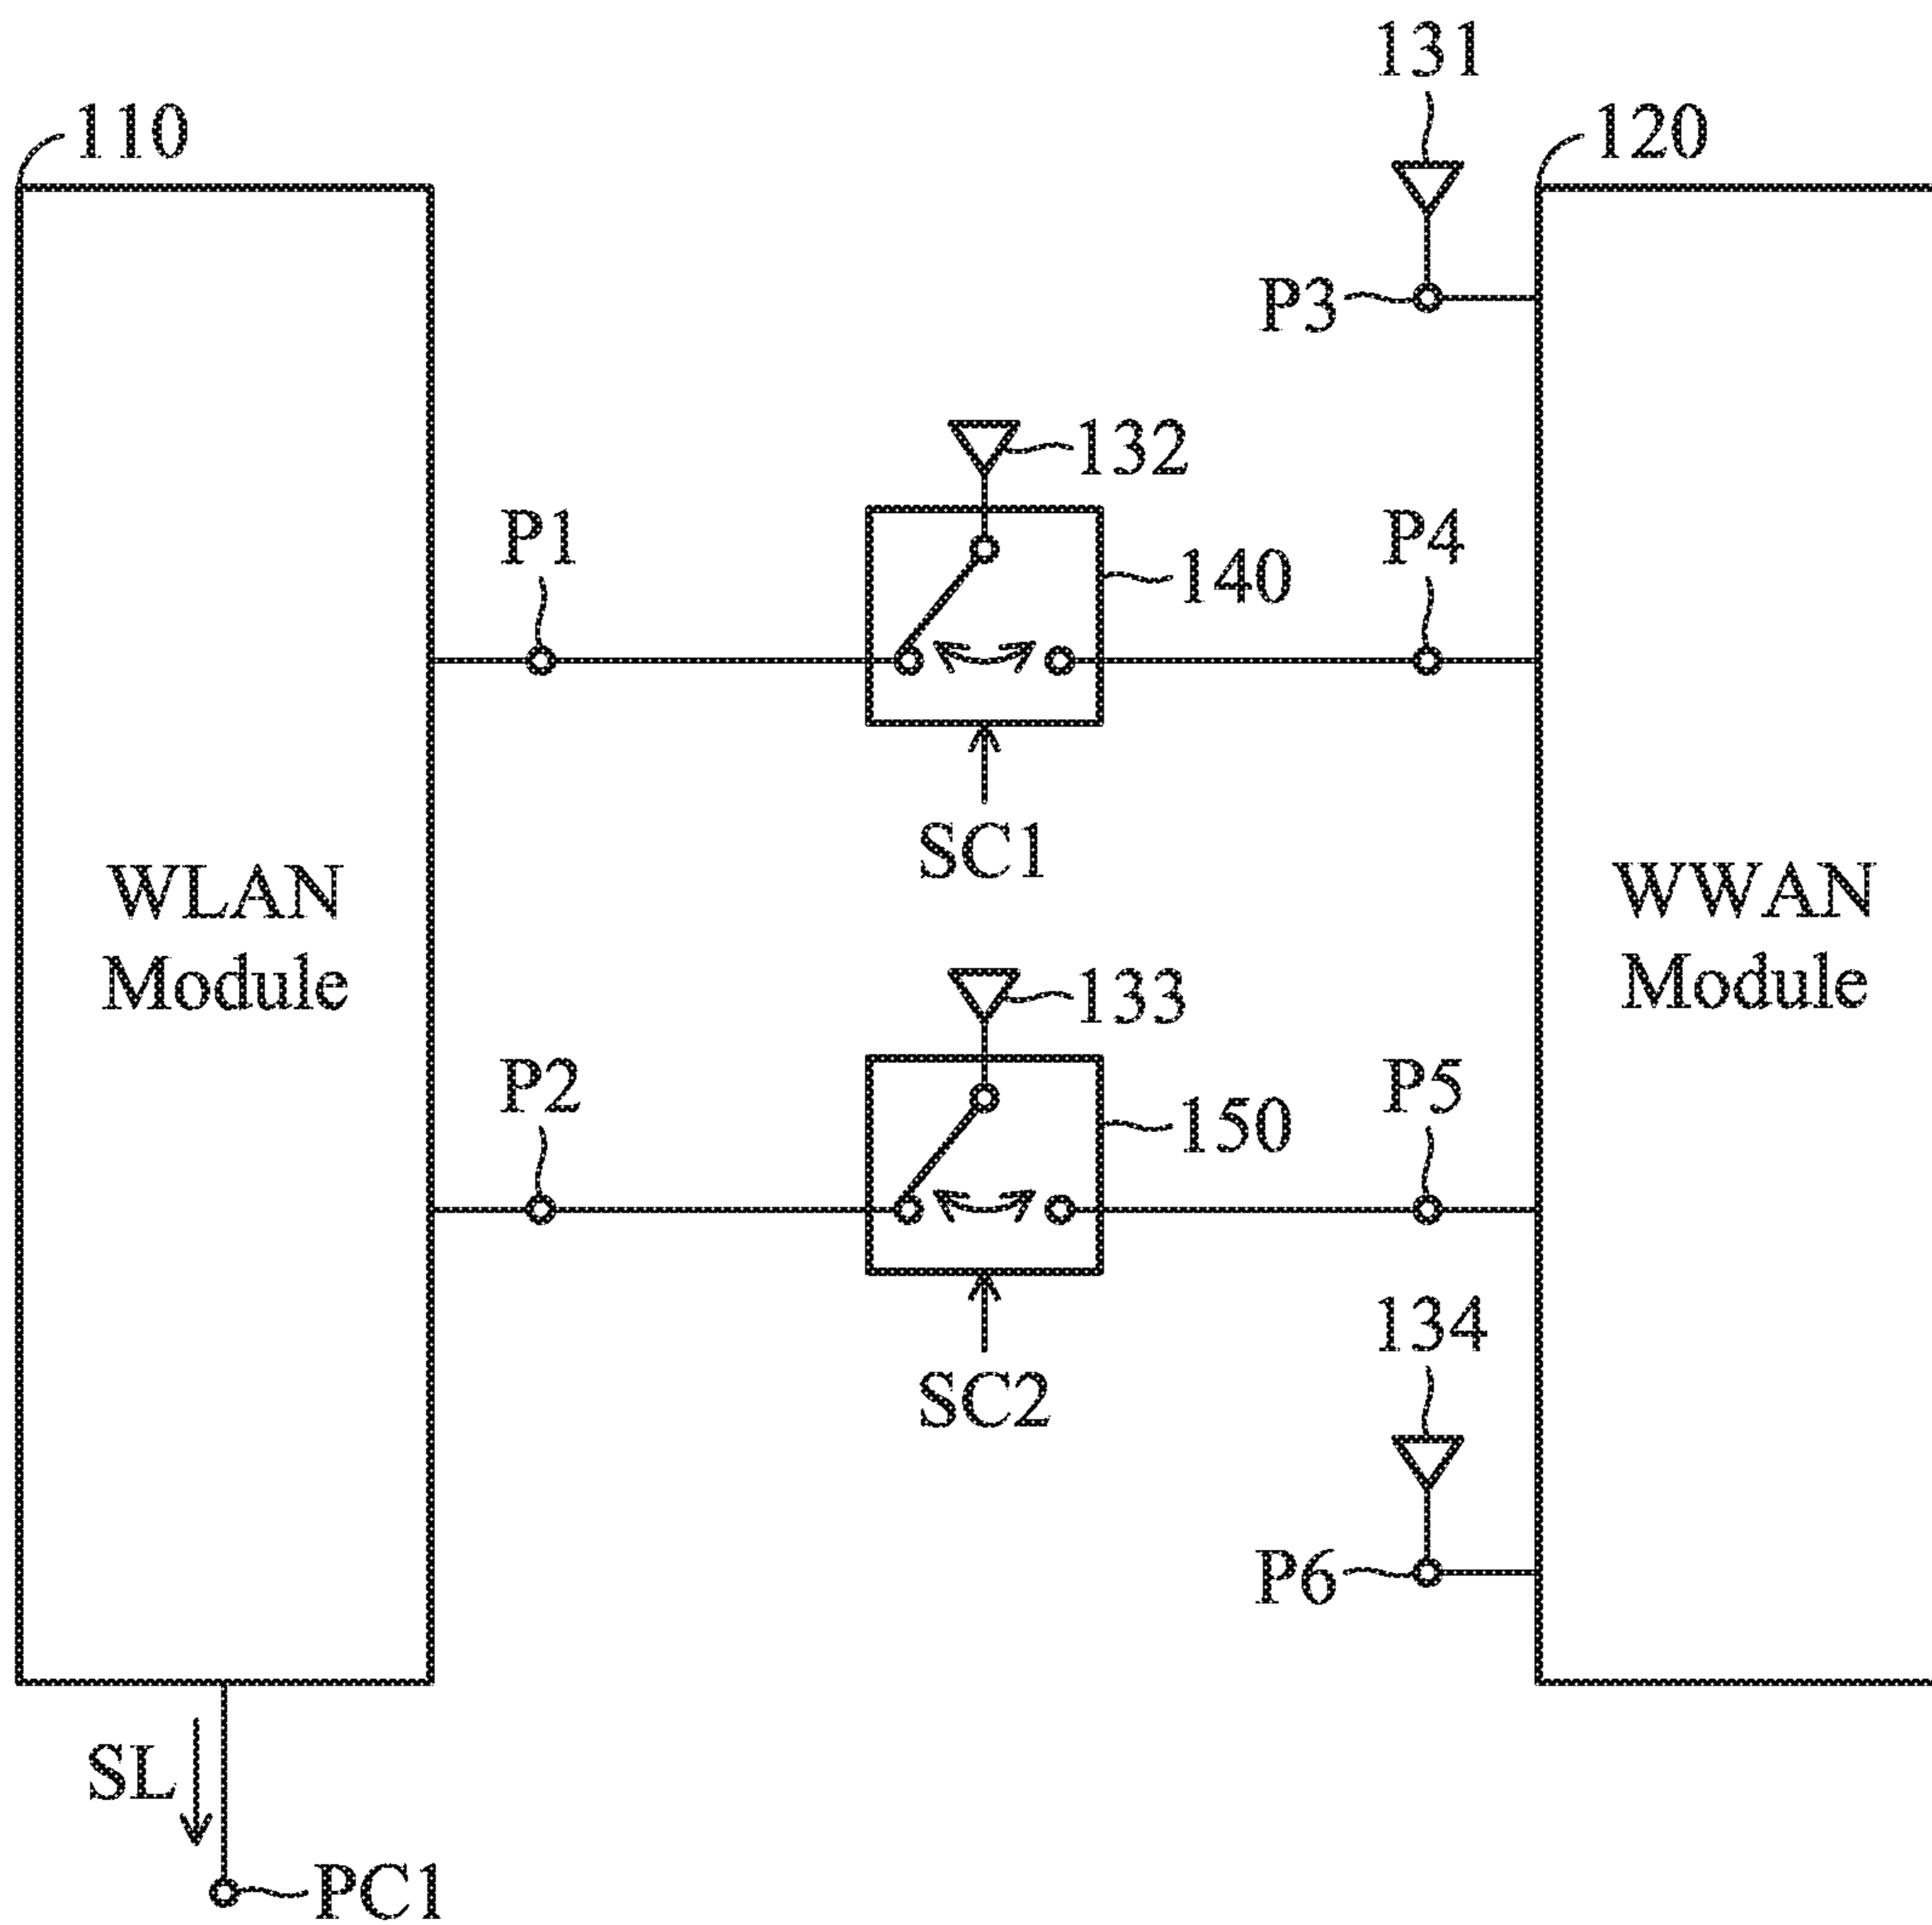 131
110
120
P3
132
P1
140
P4
SC1
WLAN
Module
WWAN
Module
133
P2
150
P5
SC2
134
P6
SL
PC1